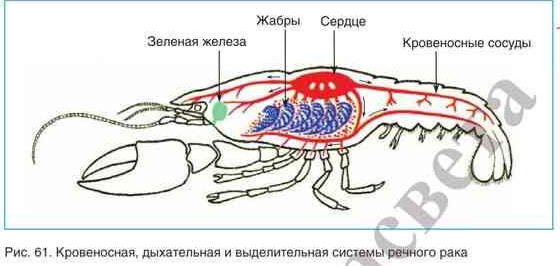 Жабры Сердце
Зеленая железа
Кровеносные сосуды
Рис. 61. Кровеносная, дыхательная и выделительная системы речного рака